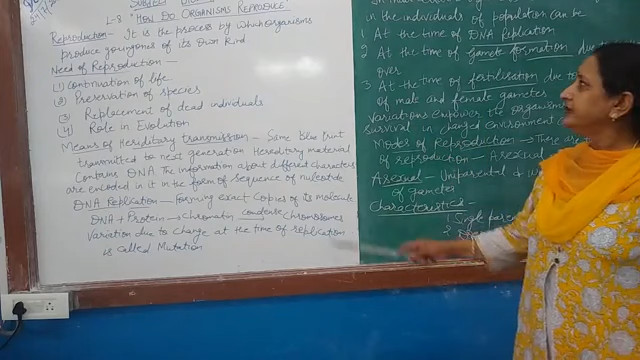 SUBJECT
L-8 "HOW DO ORGANISMS REPRODUCE"
Reproduction - It is the process by which organisms
produce young ones of its own kind
Need of Reproduction —
(1) continuation of life
(2) Preservation of species
(3) Replacement of dead individuals
(4) Role in Evolution
Means of Hereditary transmission - Same Blue Print
transmitted to next generation Hereditary material
Contains DNA The information about different characters
are encoded in it in the form of sequence of nucleotide
DNA Replication - forming exact copies of its molecule
DNA + Protein → Chromatin condense Chromosomes
Variation due to change at the time of replication
is called Mutation
in the individuals of population can be
1 At the time of DNA Replication
2 At the time of gamete formation due
over
3 At the time of fertilisation due to
of male and female gametes
Variations empower the organisms
survival in changed environment
Modes of Reproduction - There are
of reproduction - Asexual
Asexual - Uniparental &
of gameter
Characteristics -
1 Single parent
2